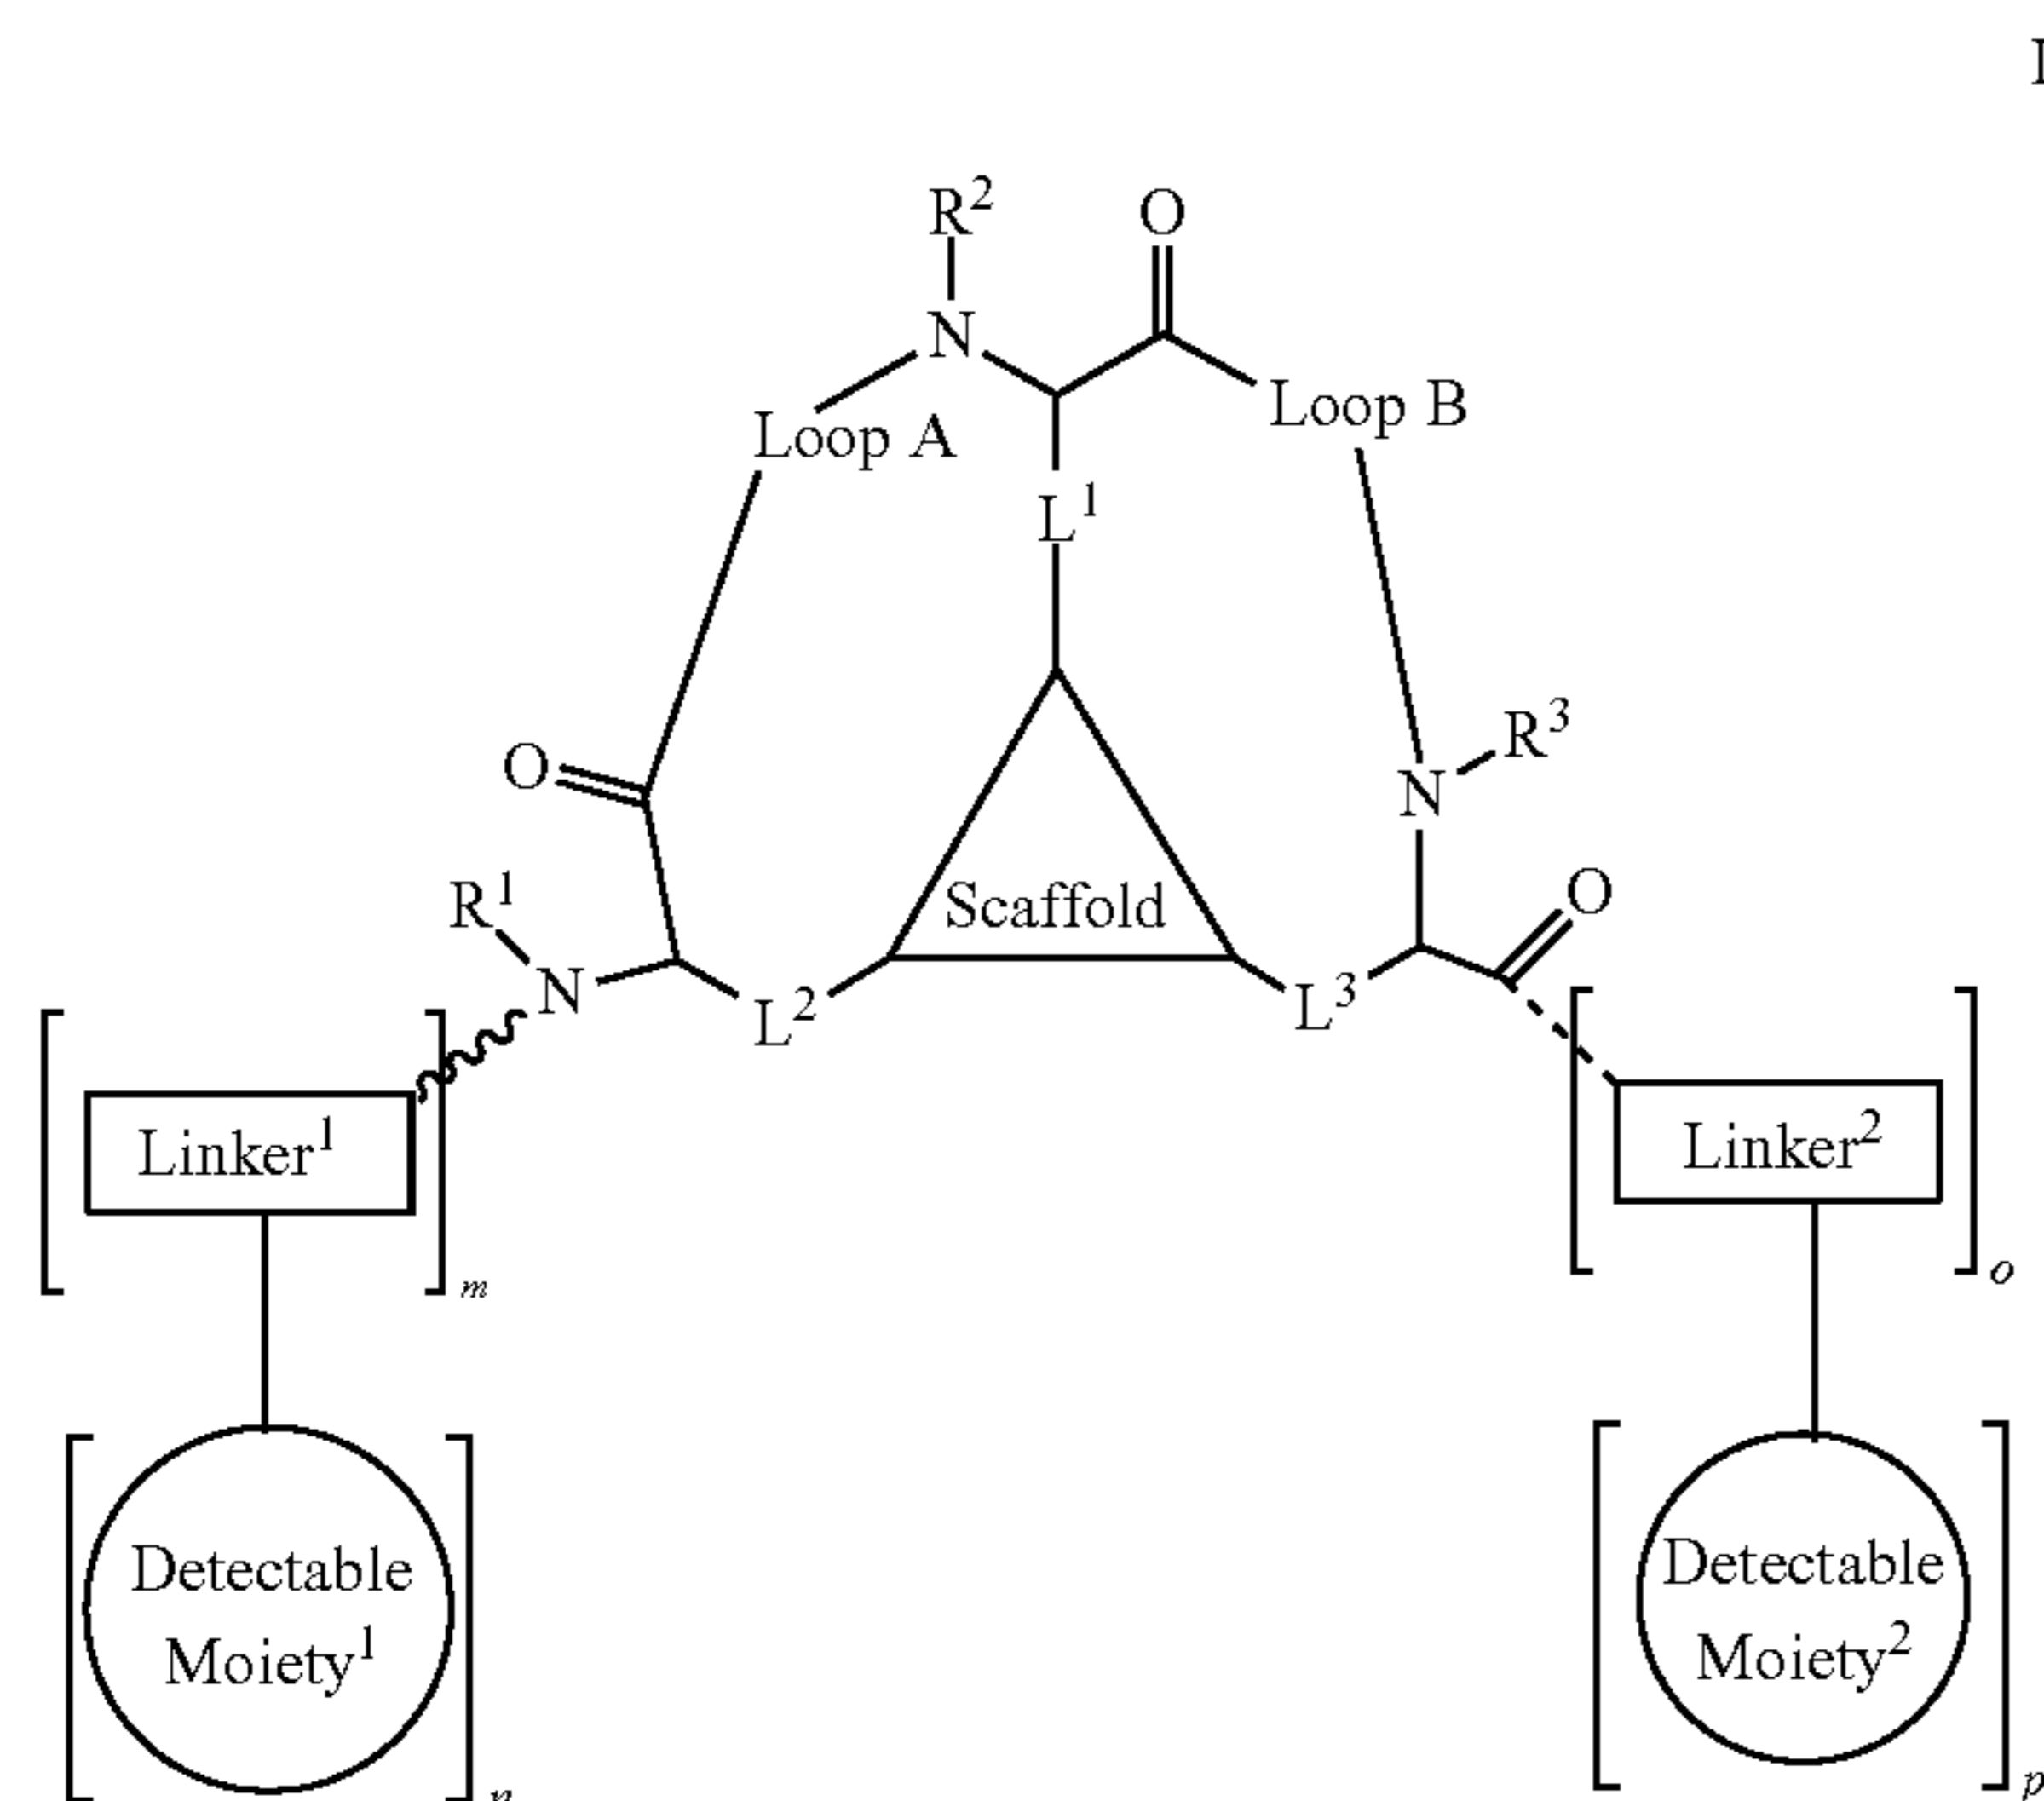 I
R² O
N
Loop B
Loop A
L¹
R³
O
N
O
R¹
Scaffold
N
L² L³
Linker¹ Linker²
m o
Detectable Detectable
Moiety¹ Moiety²
n p